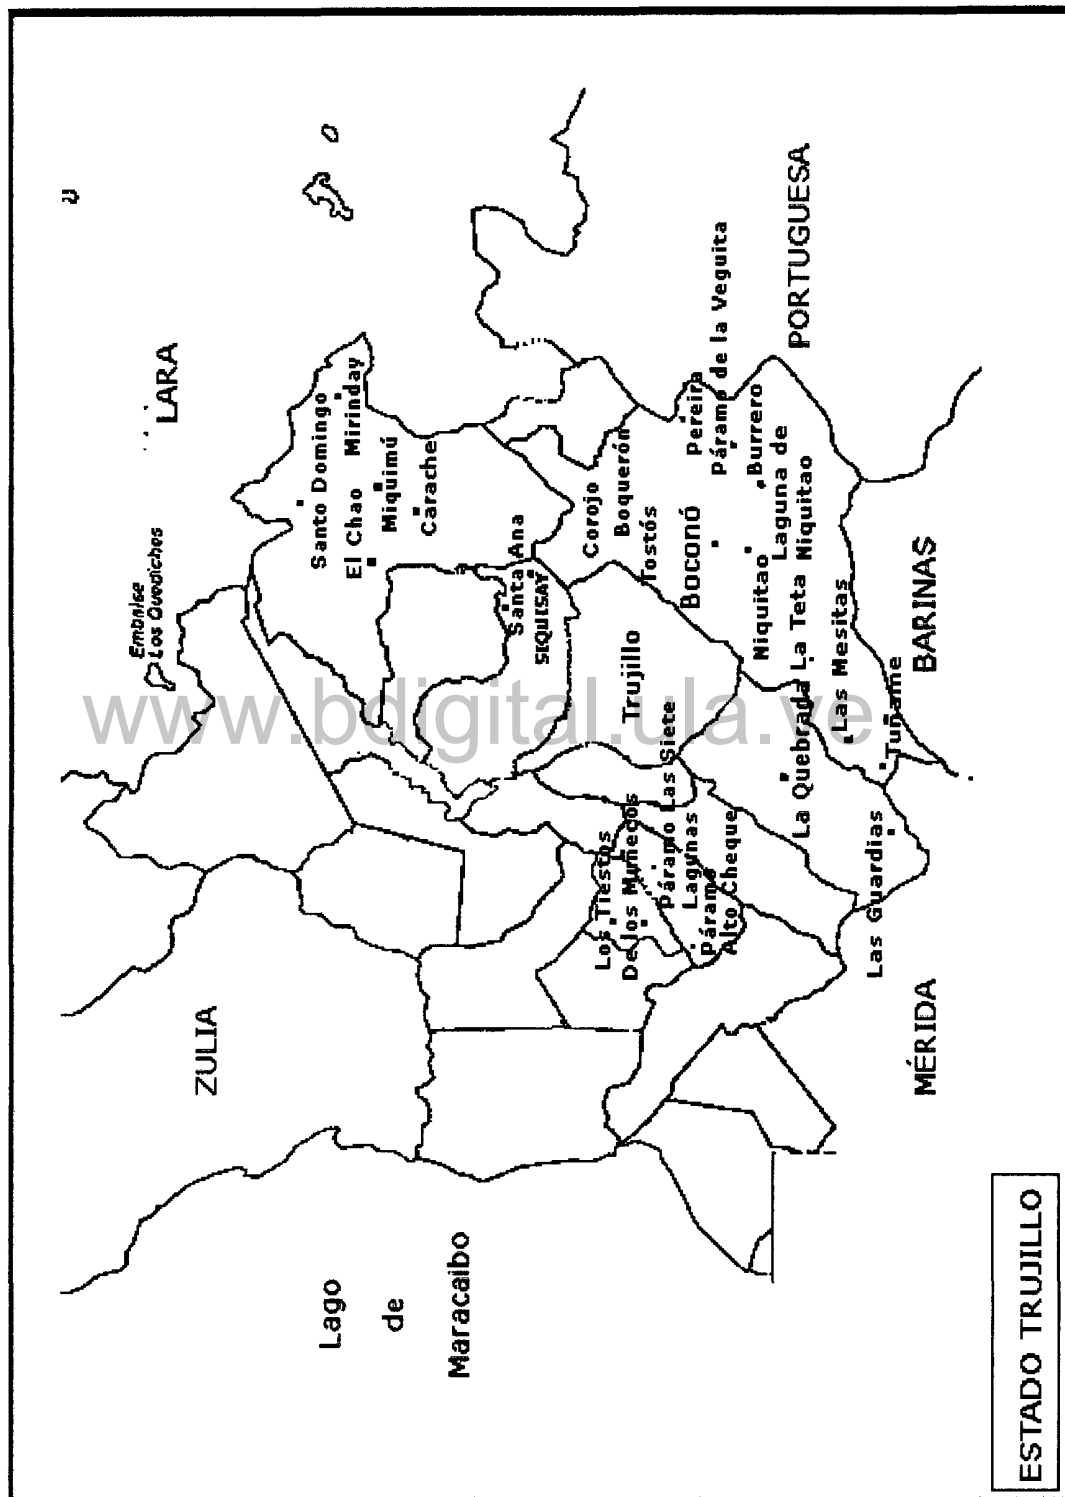 LARA
Embalse
Los Quediches
ZULIA
Santo Domingo
El Chao
Mirinday
Miquimú
Carache
Santa Ana
SIQUISAY
Corojo
Boquerón
Tostós
Boconó
Pereira
Páramo de la Veguita
Burrero
Laguna de
Niquitao
Niquitao
La Teta
La Quebrada
Las Mesitas
Tuñame
Trujillo
Los Tiestos
De los Muñecos
Páramo Las Siete
Lagunas
Páramo
Alto Cheque
Las Guardias
PORTUGUESA
BARINAS
MÉRIDA
Lago
de
Maracaibo
ESTADO TRUJILLO
www.bdigital.ula.ve